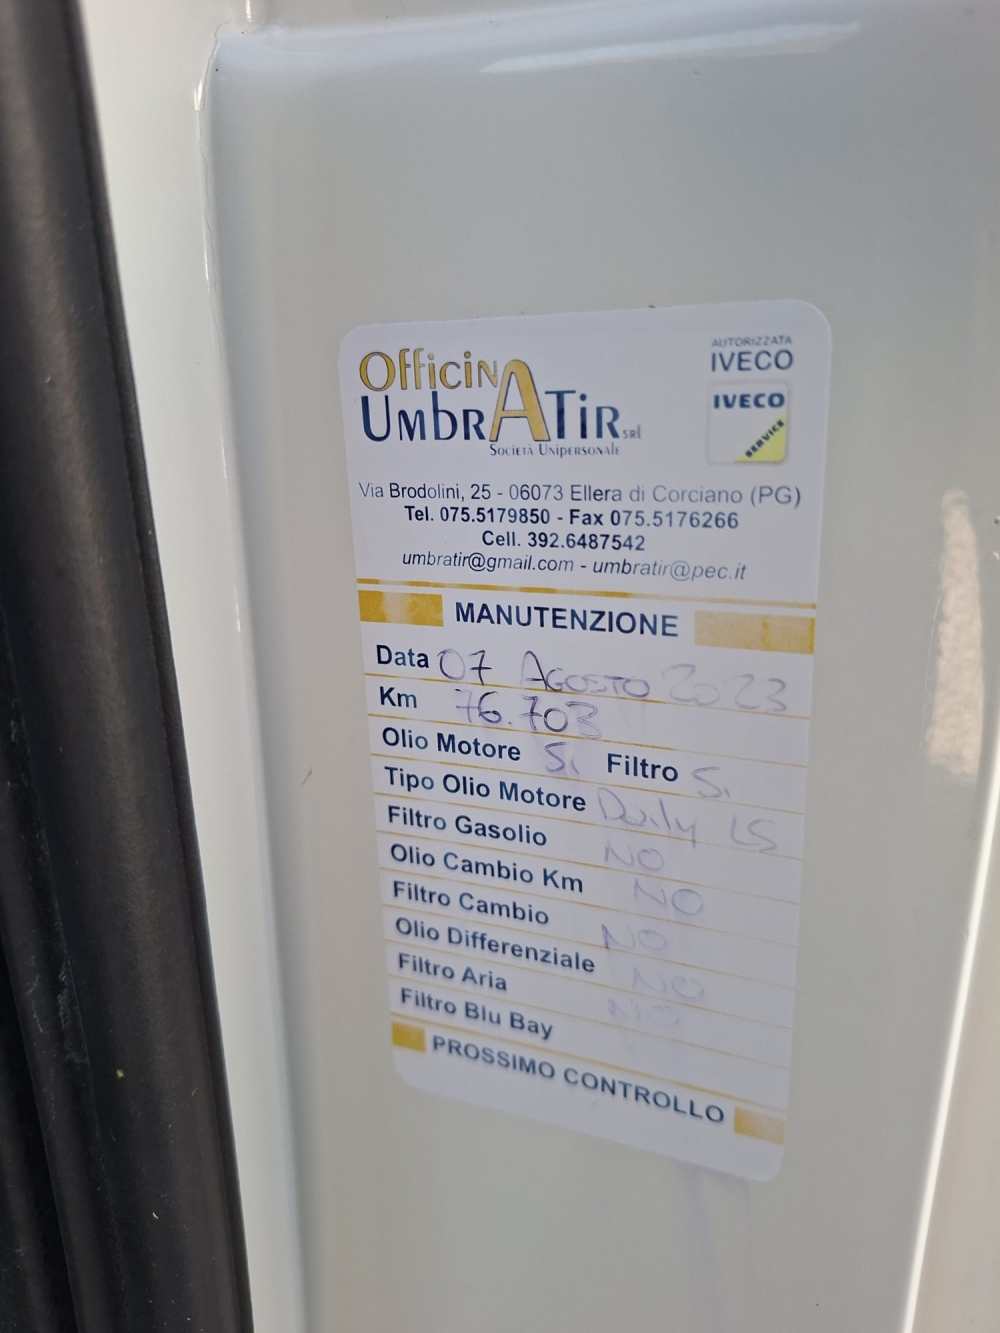 OfficinA
UmbrATir srl
Società Unipersonale
AUTORIZZATA
IVECO
IVECO
SERVICE
Via Brodolini, 25 - 06073 Ellera di Corciano (PG)
Tel. 075.5179850 - Fax 075.5176266
Cell. 392.6487542
umbratir@gmail.com - umbratir@pec.it
MANUTENZIONE
Data 07 AGOSTO 2023
Km 76.703
Olio Motore Si Filtro Si
Tipo Olio Motore Daily LS
Filtro Gasolio NO
Olio Cambio Km NO
Filtro Cambio NO
Olio Differenziale NO
Filtro Aria NO
Filtro Blu Bay
PROSSIMO CONTROLLO